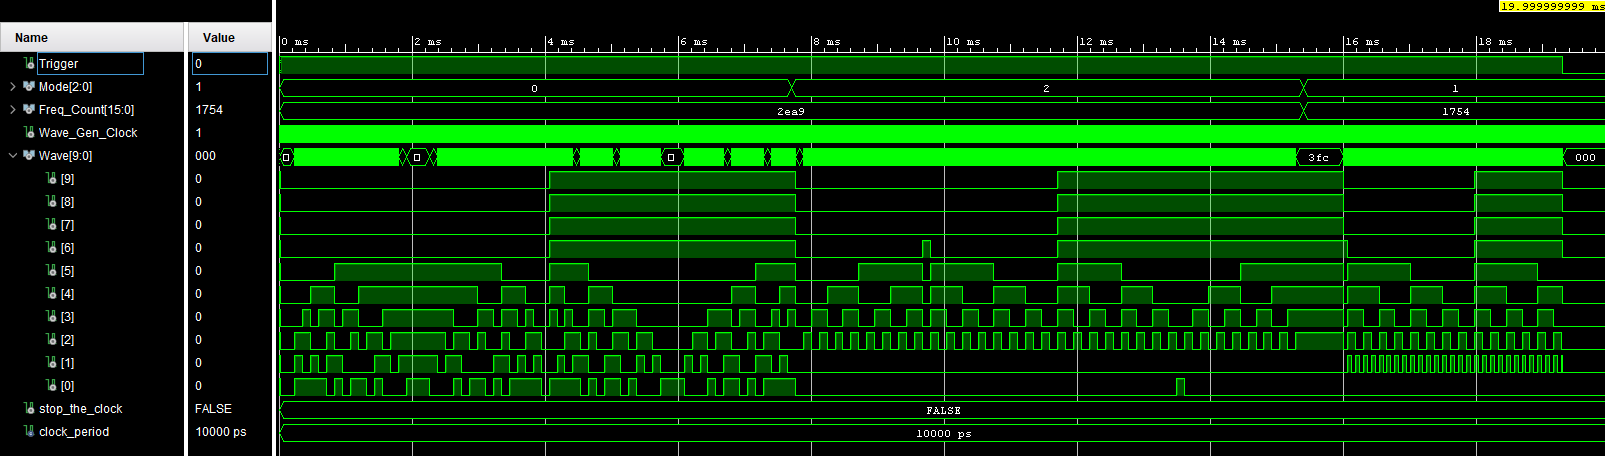 19.999999999 ms
Name Value
0 ms 2 ms 4 ms 6 ms 8 ms 10 ms 12 ms 14 ms 16 ms 18 ms
Trigger 0
Mode[2:0] 1 0 2 1
Freq_Count[15:0] 1754 2ea9 1754
Wave_Gen_Clock 1
Wave[9:0] 000 3fc 000
[9] 0
[8] 0
[7] 0
[6] 0
[5] 0
[4] 0
[3] 0
[2] 0
[1] 0
[0] 0
stop_the_clock FALSE FALSE
clock_period 10000 ps 10000 ps